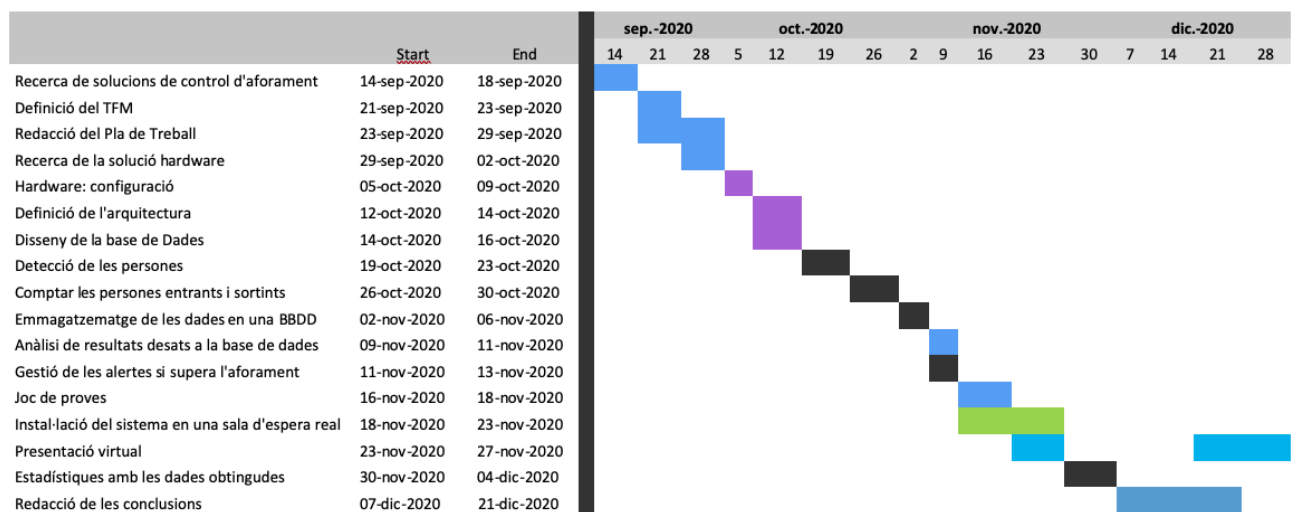 sep.-2020 oct.-2020 nov.-2020 dic.-2020
Start End 14 21 28 5 12 19 26 2 9 16 23 30 7 14 21 28
Recerca de solucions de control d'aforament 14-sep-2020 18-sep-2020
Definició del TFM 21-sep-2020 23-sep-2020
Redacció del Pla de Treball 23-sep-2020 29-sep-2020
Recerca de la solució hardware 29-sep-2020 02-oct-2020
Hardware: configuració 05-oct-2020 09-oct-2020
Definició de l'arquitectura 12-oct-2020 14-oct-2020
Disseny de la base de Dades 14-oct-2020 16-oct-2020
Detecció de les persones 19-oct-2020 23-oct-2020
Comptar les persones entrants i sortints 26-oct-2020 30-oct-2020
Emmagatzematge de les dades en una BBDD 02-nov-2020 06-nov-2020
Anàlisi de resultats desats a la base de dades 09-nov-2020 11-nov-2020
Gestió de les alertes si supera l'aforament 11-nov-2020 13-nov-2020
Joc de proves 16-nov-2020 18-nov-2020
Instal·lació del sistema en una sala d'espera real 18-nov-2020 23-nov-2020
Presentació virtual 23-nov-2020 27-nov-2020
Estadístiques amb les dades obtingudes 30-nov-2020 04-dic-2020
Redacció de les conclusions 07-dic-2020 21-dic-2020